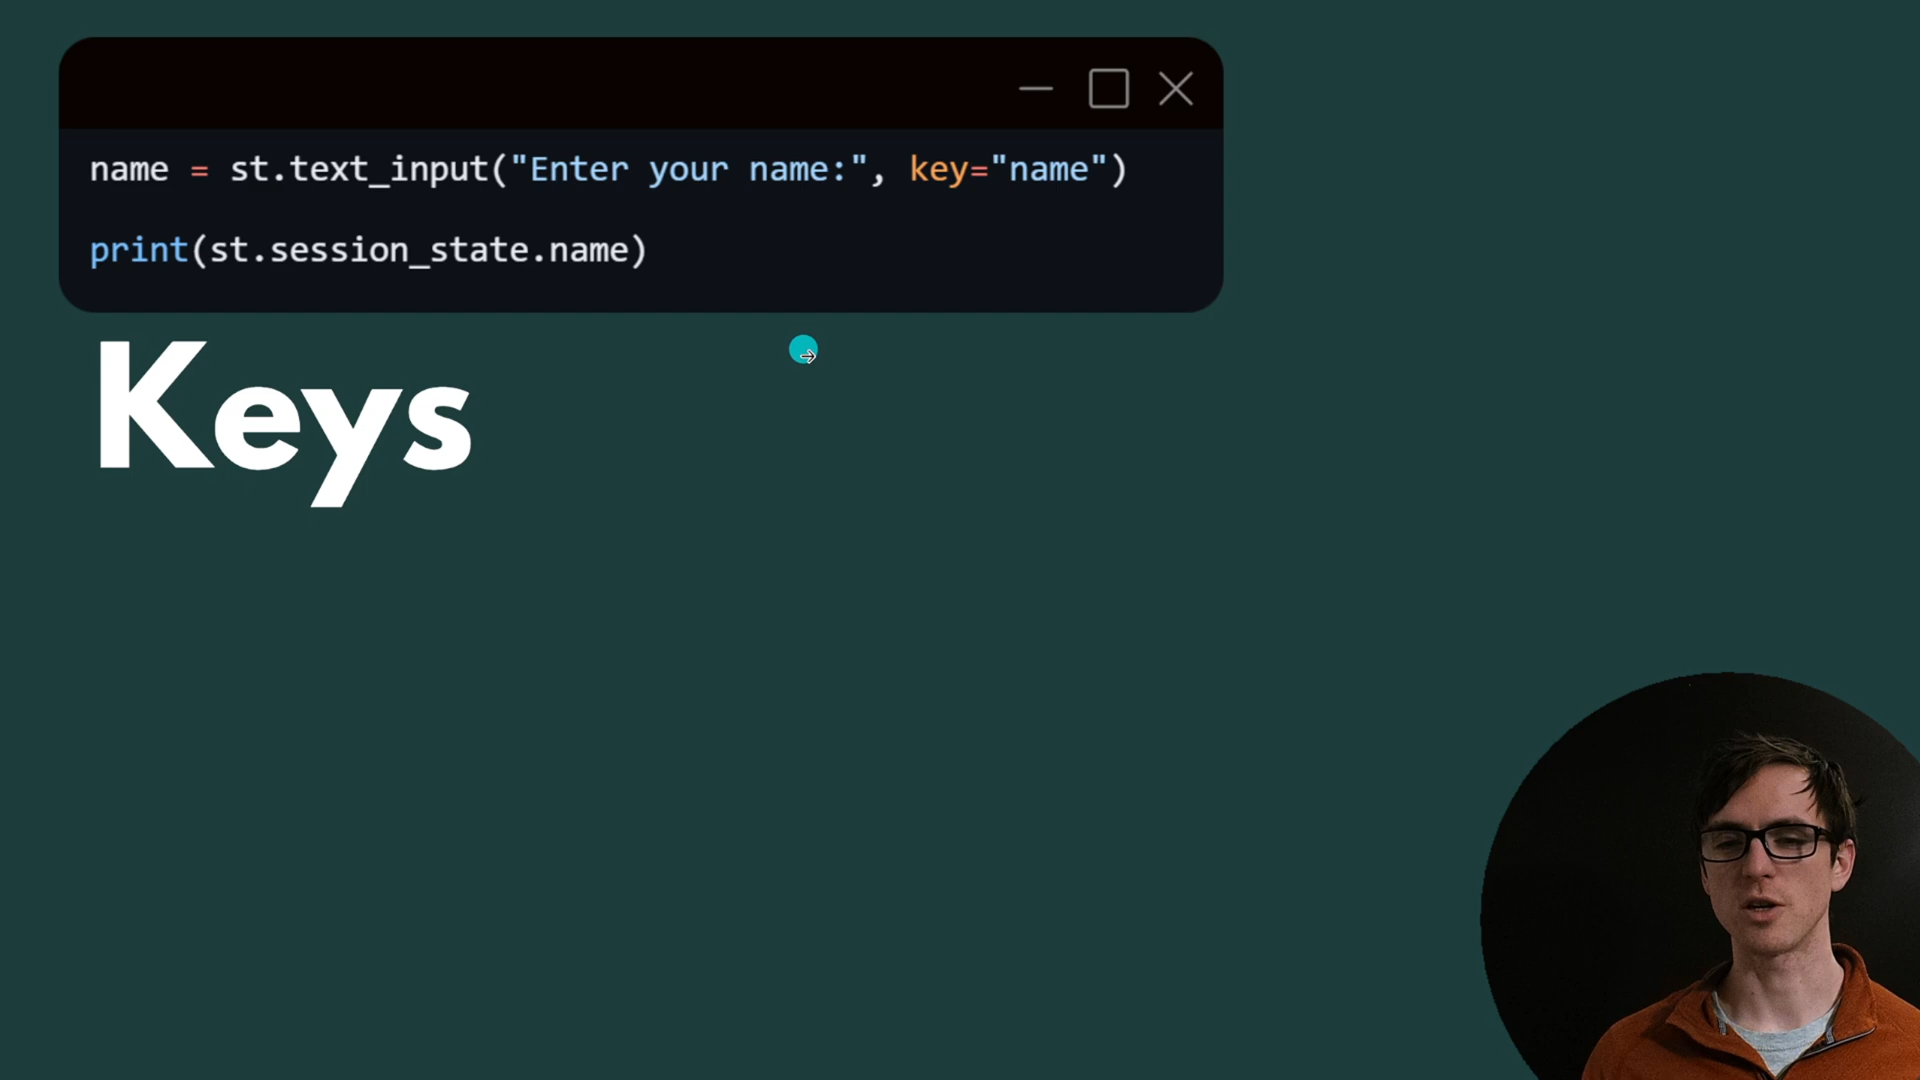 name = st.text_input("Enter your name:", key="name")
print(st.session_state.name)
Keys